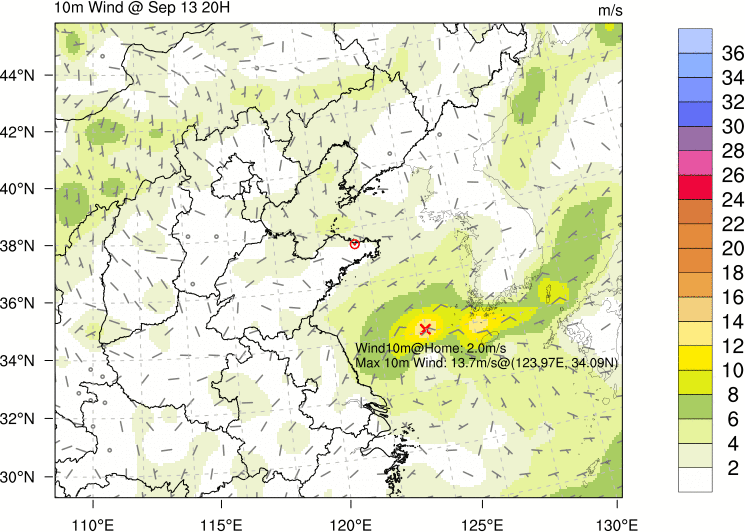 10m Wind @ Sep 13 20H
m/s
44°N
42°N
40°N
38°N
36°N
34°N
32°N
30°N
Wind10m@Home: 2.0m/s
Max 10m Wind: 13.7m/s@(123.97E, 34.09N)
110°E
115°E
120°E
125°E
130°E
36
34
32
30
28
26
24
22
20
18
16
14
12
10
8
6
4
2